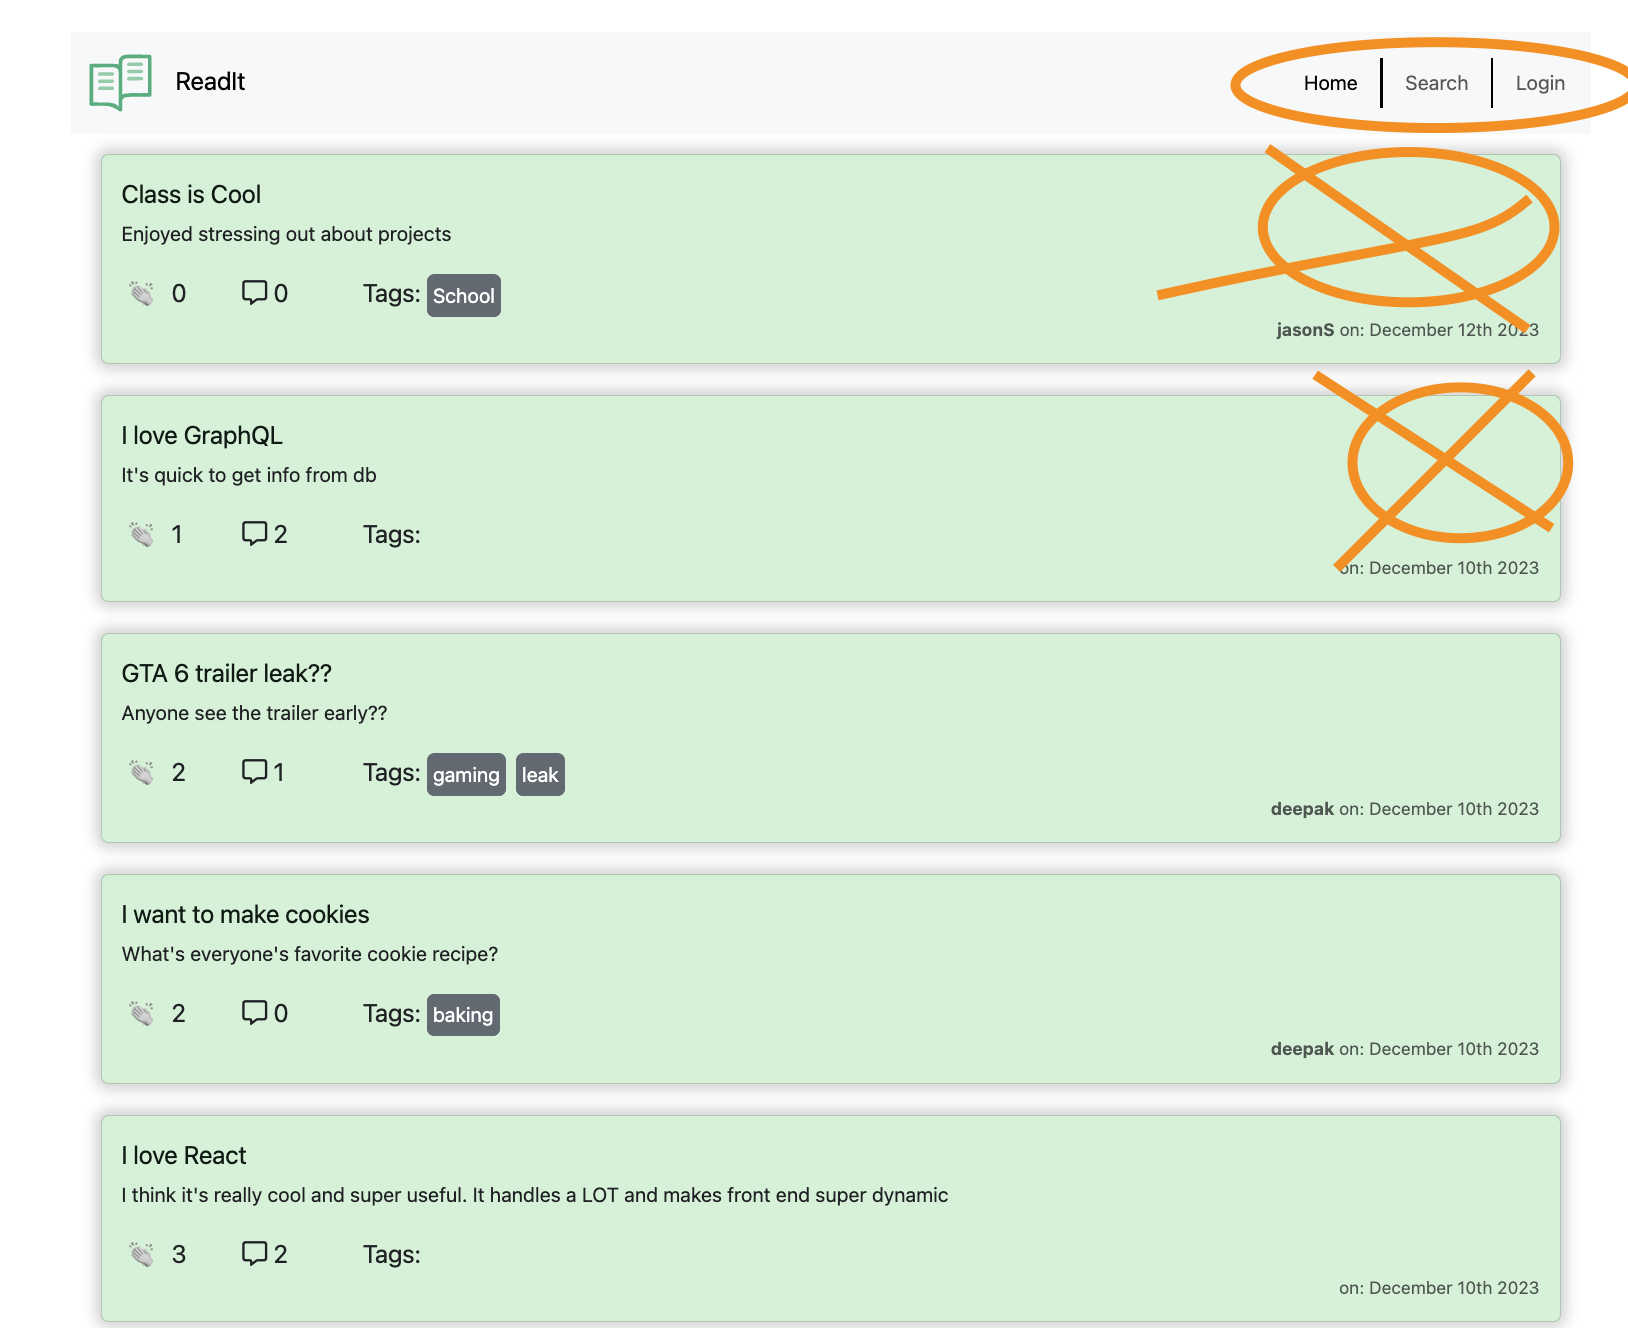 ReadIt
Home Search Login
Class is Cool
Enjoyed stressing out about projects
0 0 Tags: School
jasonS on: December 12th 2023
I love GraphQL
It's quick to get info from db
1 2 Tags:
on: December 10th 2023
GTA 6 trailer leak??
Anyone see the trailer early??
2 1 Tags: gaming leak
deepak on: December 10th 2023
I want to make cookies
What's everyone's favorite cookie recipe?
2 0 Tags: baking
deepak on: December 10th 2023
I love React
I think it's really cool and super useful. It handles a LOT and makes front end super dynamic
3 2 Tags:
on: December 10th 2023